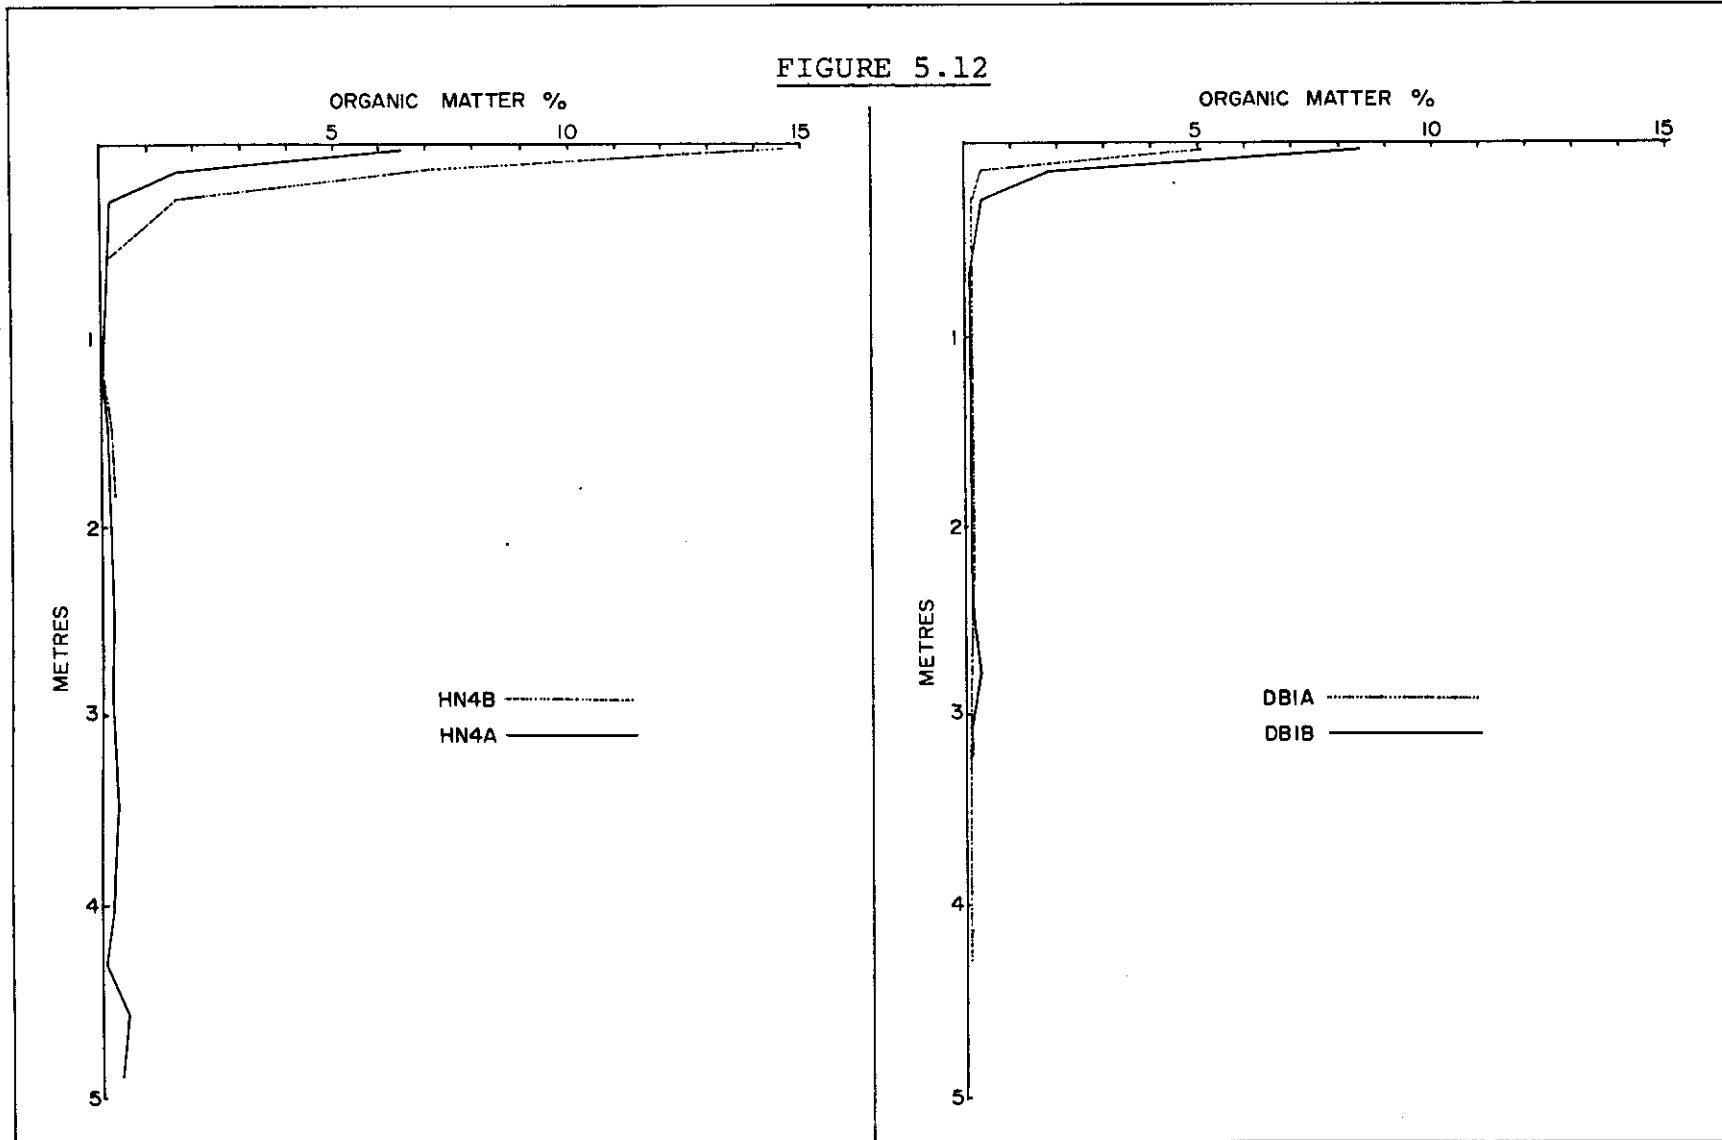 FIGURE 5.12
ORGANIC MATTER %
5 10 15
1
2
METRES
3
4
5
HN4B
HN4A
ORGANIC MATTER %
5 10 15
1
2
METRES
3
4
5
DB1A
DB1B